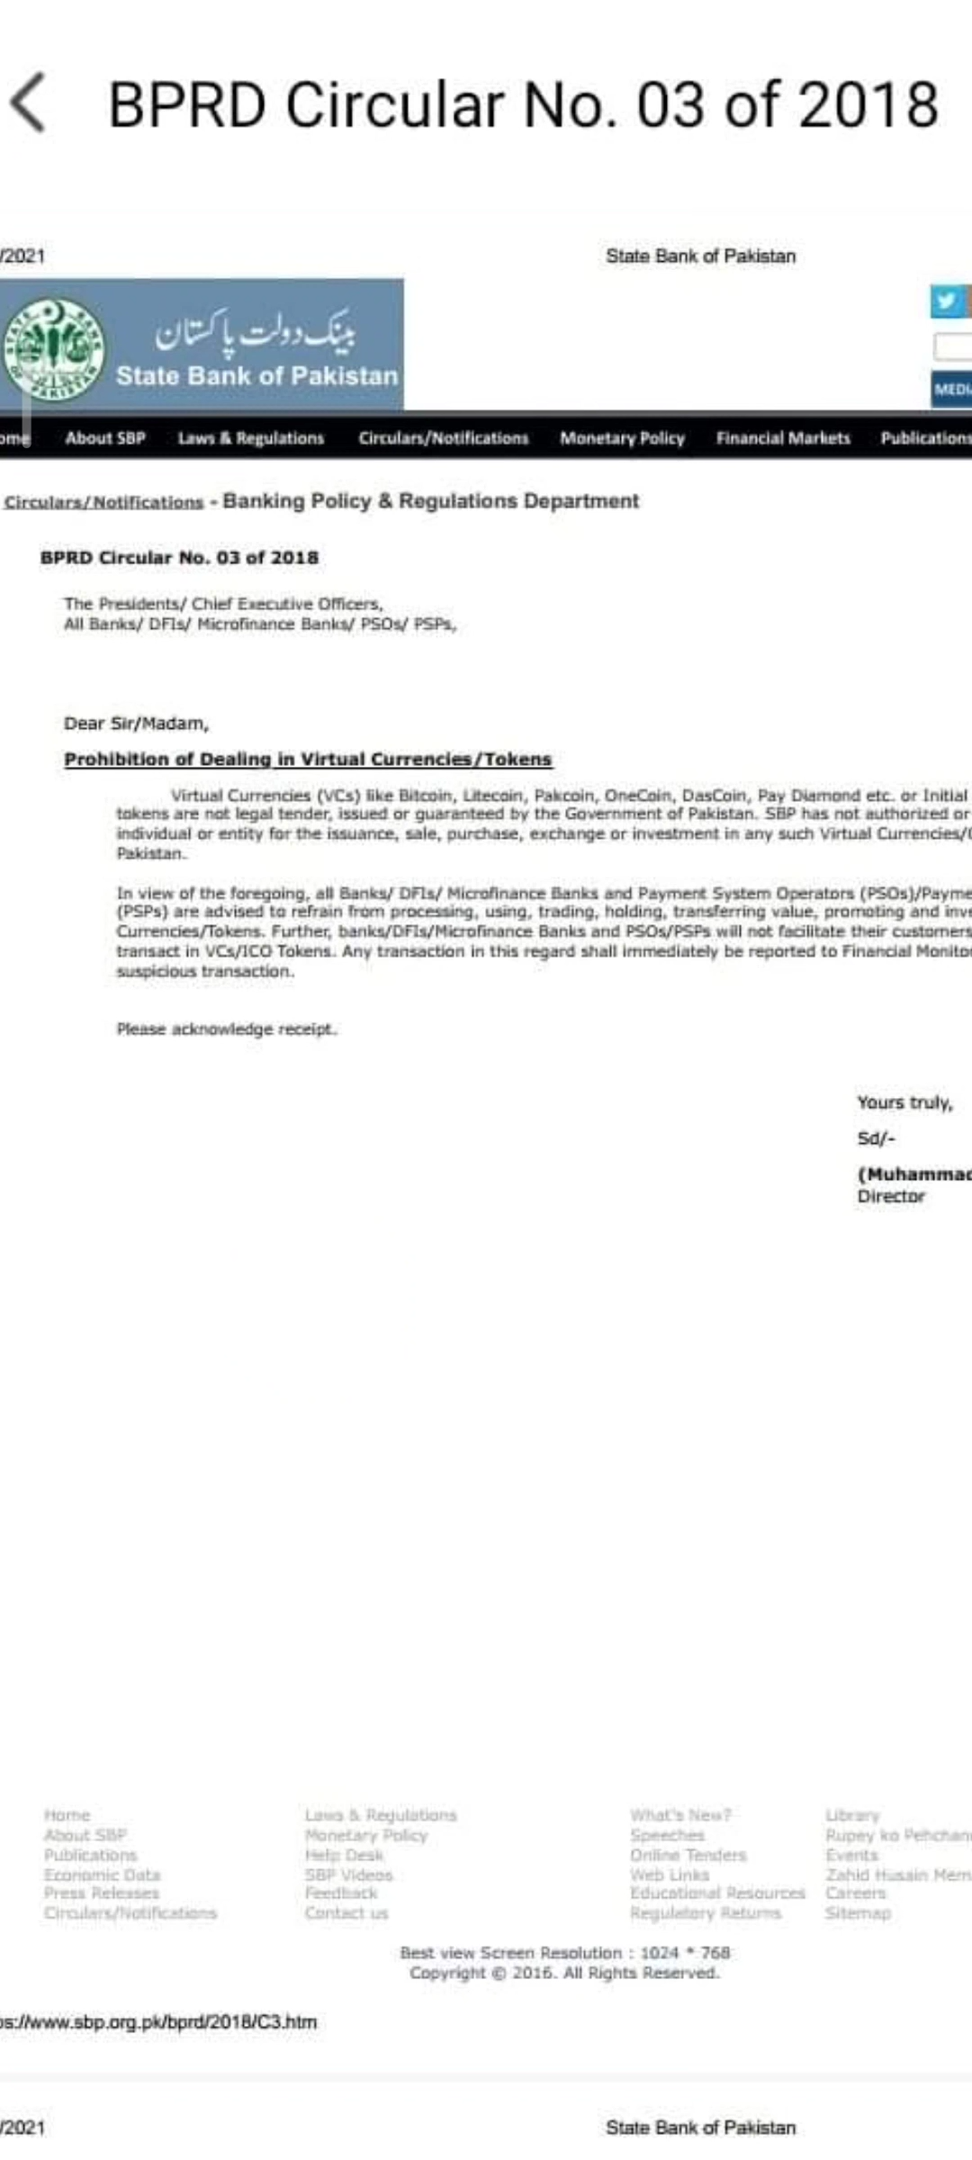 BPRD Circular No. 03 of 2018
/2021 State Bank of Pakistan
بینک دولت پاکستان
State Bank of Pakistan
MEDI
ome About SBP Laws & Regulations Circulars/Notifications Monetary Policy Financial Markets Publications
Circulars/Notifications - Banking Policy & Regulations Department
BPRD Circular No. 03 of 2018
The Presidents/ Chief Executive Officers,
All Banks/ DFIs/ Microfinance Banks/ PSOs/ PSPs,
Dear Sir/Madam,
Prohibition of Dealing in Virtual Currencies/Tokens
Virtual Currencies (VCs) like Bitcoin, Litecoin, Pakcoin, OneCoin, DasCoin, Pay Diamond etc. or Initial
tokens are not legal tender, issued or guaranteed by the Government of Pakistan. SBP has not authorized or
individual or entity for the issuance, sale, purchase, exchange or investment in any such Virtual Currencies/
Pakistan.
In view of the foregoing, all Banks/ DFIs/ Microfinance Banks and Payment System Operators (PSOs)/Payme
(PSPs) are advised to refrain from processing, using, trading, holding, transferring value, promoting and inve
Currencies/Tokens. Further, banks/DFIs/Microfinance Banks and PSOs/PSPs will not facilitate their customers
transact in VCs/ICO Tokens. Any transaction in this regard shall immediately be reported to Financial Monito
suspicious transaction.
Please acknowledge receipt.
Yours truly,
Sd/-
(Muhammad
Director
Home Laws & Regulations What's New? Library
About SBP Monetary Policy Speeches Rupey ko Pehchan
Publications Help Desk Online Tenders Events
Economic Data SBP Videos Web Links Zahid Husain Mem
Press Releases Feedback Educational Resources Careers
Circulars/Notifications Contact us Regulatory Returns Sitemap
Best view Screen Resolution : 1024 * 768
Copyright © 2016. All Rights Reserved.
ps://www.sbp.org.pk/bprd/2018/C3.htm
/2021 State Bank of Pakistan